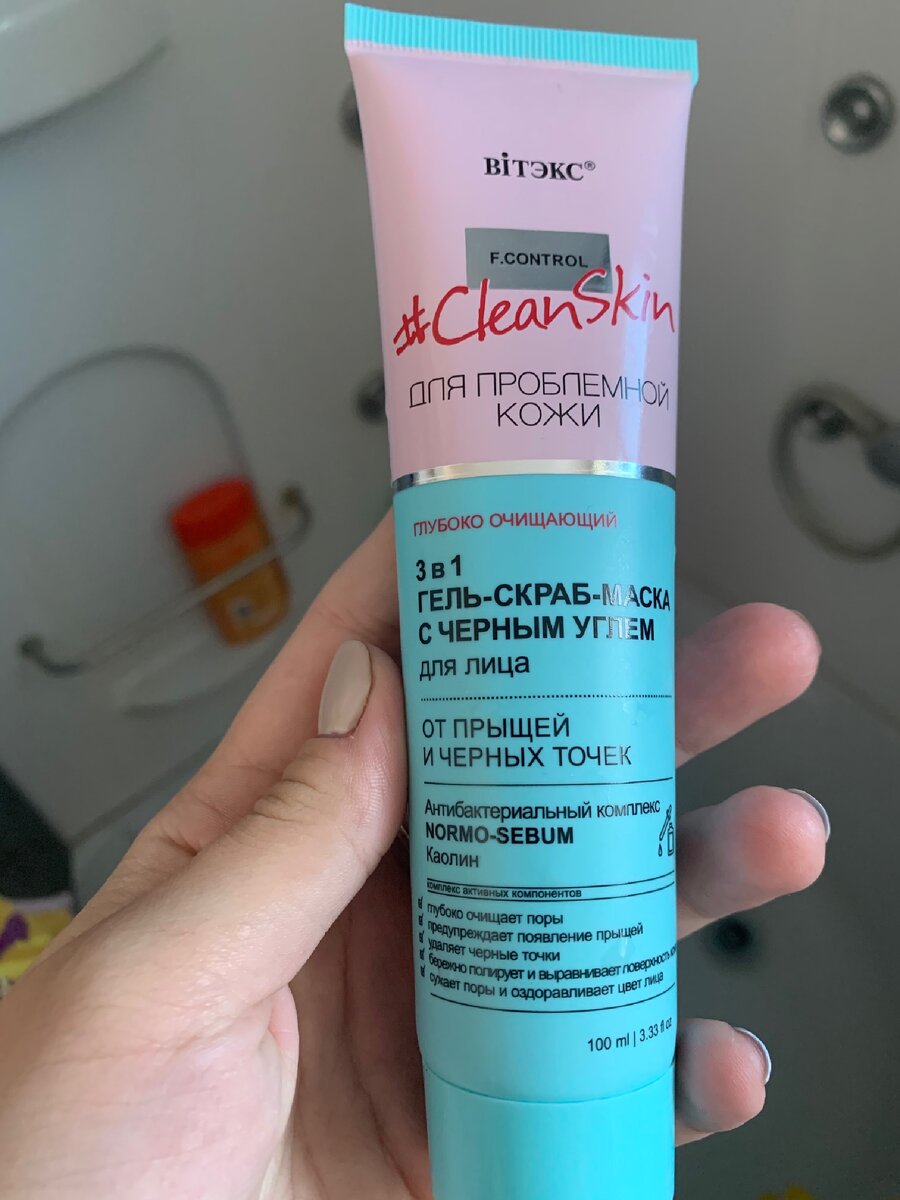 ВіТЭКС®
F.CONTROL
#CleanSkin
ДЛЯ ПРОБЛЕМНОЙ
КОЖИ
ГЛУБОКО ОЧИЩАЮЩИЙ
3 в 1
ГЕЛЬ-СКРАБ-МАСКА
С ЧЕРНЫМ УГЛЕМ
для лица
ОТ ПРЫЩЕЙ
И ЧЕРНЫХ ТОЧЕК
Антибактериальный комплекс
NORMO-SEBUM
Каолин
комплекс активных компонентов
глубоко очищает поры
предупреждает появление прыщей
удаляет черные точки
бережно полирует и выравнивает поверхность
сужает поры и оздоравливает цвет лица
100 ml | 3.33 fl oz